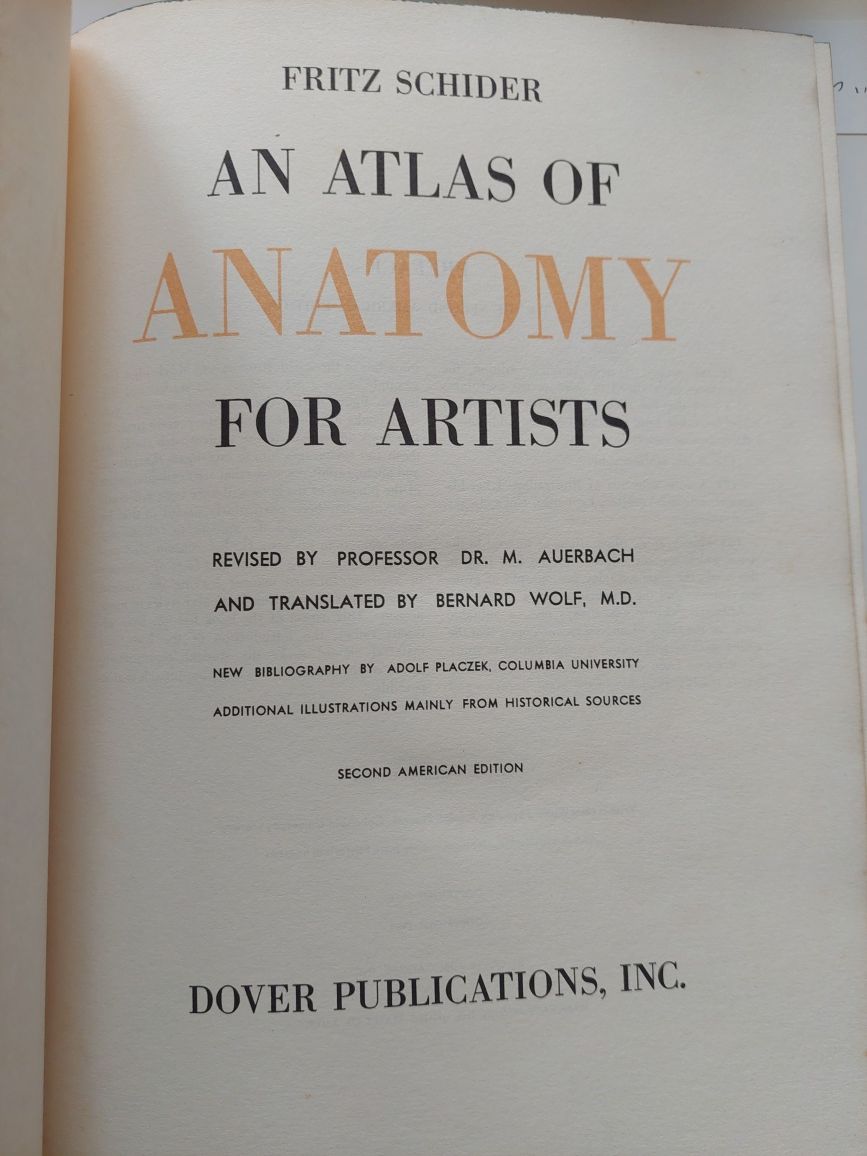 FRITZ SCHIDER
AN ATLAS OF
ANATOMY
FOR ARTISTS
REVISED BY PROFESSOR DR. M. AUERBACH
AND TRANSLATED BY BERNARD WOLF, M.D.
NEW BIBLIOGRAPHY BY ADOLF PLACZEK, COLUMBIA UNIVERSITY
ADDITIONAL ILLUSTRATIONS MAINLY FROM HISTORICAL SOURCES
SECOND AMERICAN EDITION
DOVER PUBLICATIONS, INC.